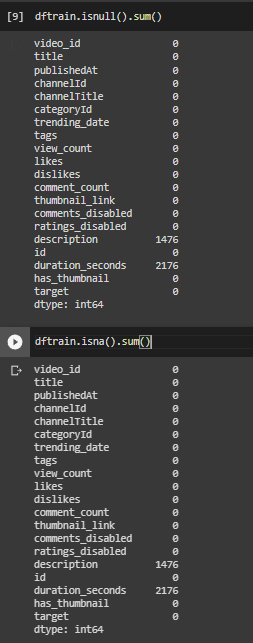 [9] dftrain.isnull().sum()
video_id 0
title 0
publishedAt 0
channelId 0
channelTitle 0
categoryId 0
trending_date 0
tags 0
view_count 0
likes 0
dislikes 0
comment_count 0
thumbnail_link 0
comments_disabled 0
ratings_disabled 0
description 1476
id 0
duration_seconds 2176
has_thumbnail 0
target 0
dtype: int64
dftrain.isna().sum()
video_id 0
title 0
publishedAt 0
channelId 0
channelTitle 0
categoryId 0
trending_date 0
tags 0
view_count 0
likes 0
dislikes 0
comment_count 0
thumbnail_link 0
comments_disabled 0
ratings_disabled 0
description 1476
id 0
duration_seconds 2176
has_thumbnail 0
target 0
dtype: int64